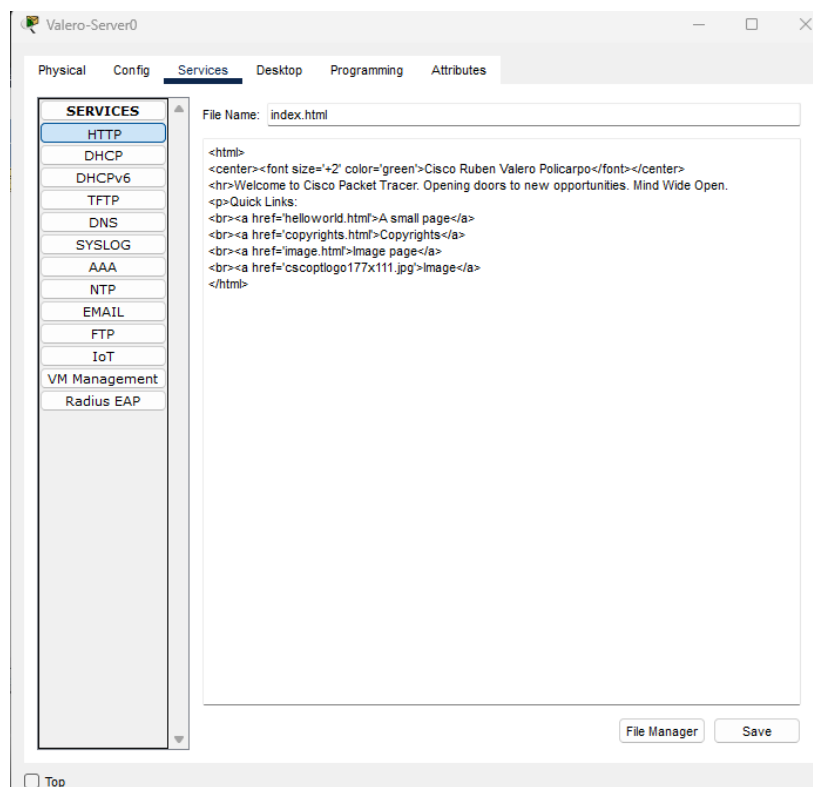 Valero-Server0
Physical Config Services Desktop Programming Attributes
SERVICES
HTTP
DHCP
DHCPv6
TFTP
DNS
SYSLOG
AAA
NTP
EMAIL
FTP
IoT
VM Management
Radius EAP
File Name: index.html
<html>
<center><font size='+2' color='green'>Cisco Ruben Valero Policarpo</font></center>
<hr>Welcome to Cisco Packet Tracer. Opening doors to new opportunities. Mind Wide Open.
<p>Quick Links:
<br><a href='helloworld.html'>A small page</a>
<br><a href='copyrights.html'>Copyrights</a>
<br><a href='image.html'>Image page</a>
<br><a href='cscoptlogo177x111.jpg'>Image</a>
</html>
File Manager Save
Top